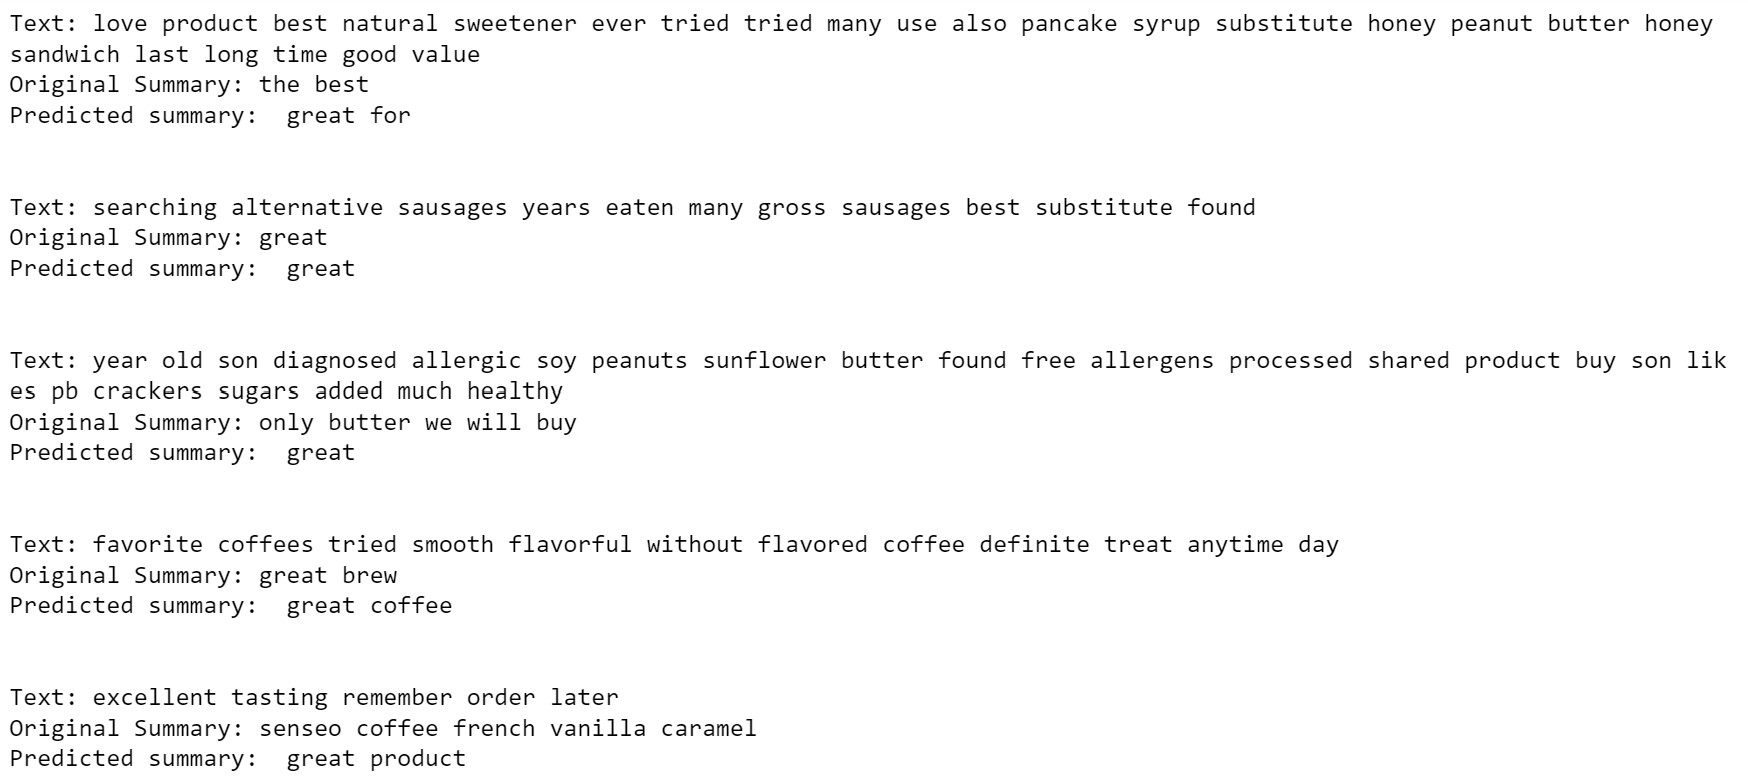 Text: love product best natural sweetener ever tried tried many use also pancake syrup substitute honey peanut butter honey
sandwich last long time good value
Original Summary: the best
Predicted summary:  great for
Text: searching alternative sausages years eaten many gross sausages best substitute found
Original Summary: great
Predicted summary:  great
Text: year old son diagnosed allergic soy peanuts sunflower butter found free allergens processed shared product buy son lik
es pb crackers sugars added much healthy
Original Summary: only butter we will buy
Predicted summary:  great
Text: favorite coffees tried smooth flavorful without flavored coffee definite treat anytime day
Original Summary: great brew
Predicted summary:  great coffee
Text: excellent tasting remember order later
Original Summary: senseo coffee french vanilla caramel
Predicted summary:  great product